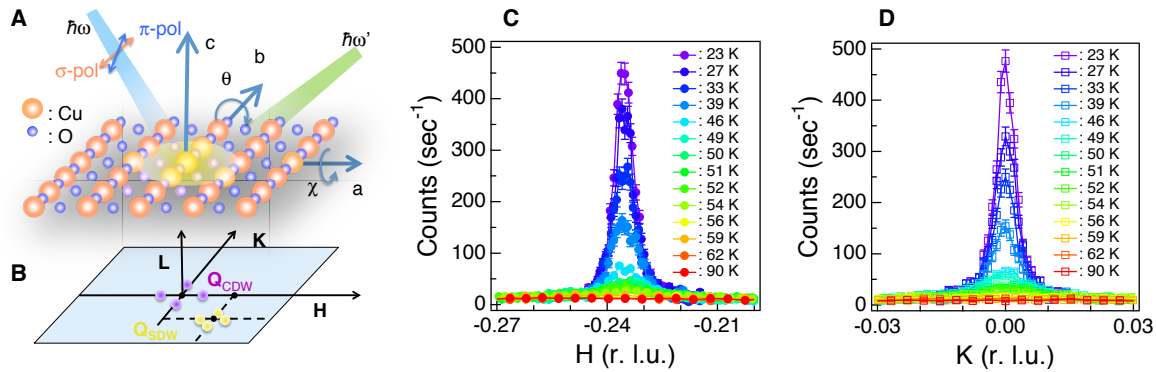 A
ħω
π-pol
σ-pol
c
b
ħω’
θ
: Cu
: O
χ
a
B
L
K
Q_CDW
H
Q_SDW
C
500
400
300
200
100
0
Counts (sec⁻¹)
-0.27
-0.24
-0.21
H (r. l.u.)
: 23 K
: 27 K
: 33 K
: 39 K
: 46 K
: 49 K
: 50 K
: 51 K
: 52 K
: 54 K
: 56 K
: 59 K
: 62 K
: 90 K
D
500
400
300
200
100
0
Counts (sec⁻¹)
-0.03
0.00
0.03
K (r. l.u.)
: 23 K
: 27 K
: 33 K
: 39 K
: 46 K
: 49 K
: 50 K
: 51 K
: 52 K
: 54 K
: 56 K
: 59 K
: 62 K
: 90 K